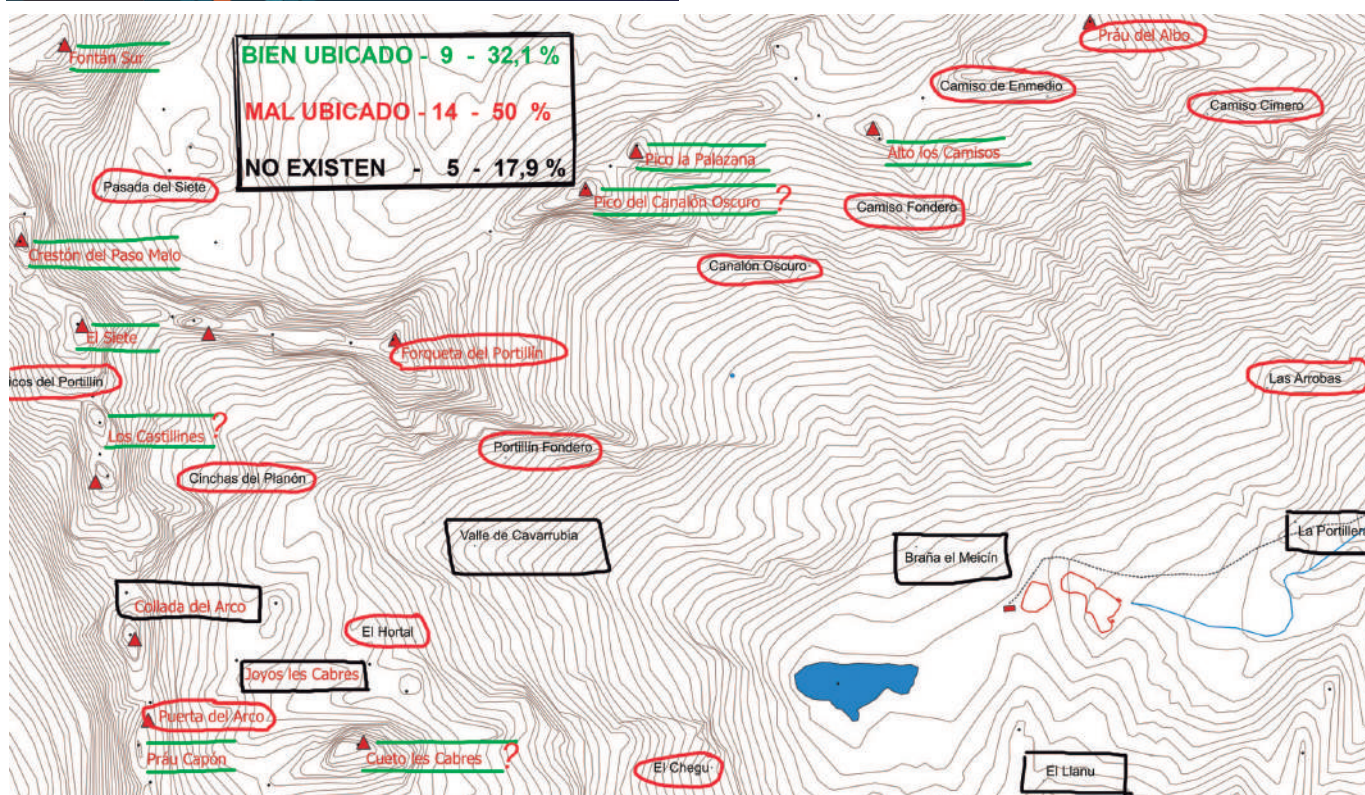 Fontán Sur
BIEN UBICADO - 9 - 32,1 %
MAL UBICADO - 14 - 50 %
NO EXISTEN - 5 - 17,9 %
Práu del Albo
Camiso de Enmedio
Camiso Cimero
Pico la Palazana
Alto los Camisos
Pasada del Siete
Pico del Canalón Oscuro ?
Camiso Fondero
Crestón del Paso Malo
Canalón Oscuro
El Siete
Forqueta del Portillín
icos del Portillín
Las Arrobas
Los Castillines ?
Portillín Fondero
Cinchas del Planón
Valle de Cavarrubia
Braña el Meicín
La Portiller
Collada del Arco
El Hortal
Joyos les Cabres
Puerta del Arco
Práu Capón
Cueto les Cabres ?
El Chegu
El Llanu